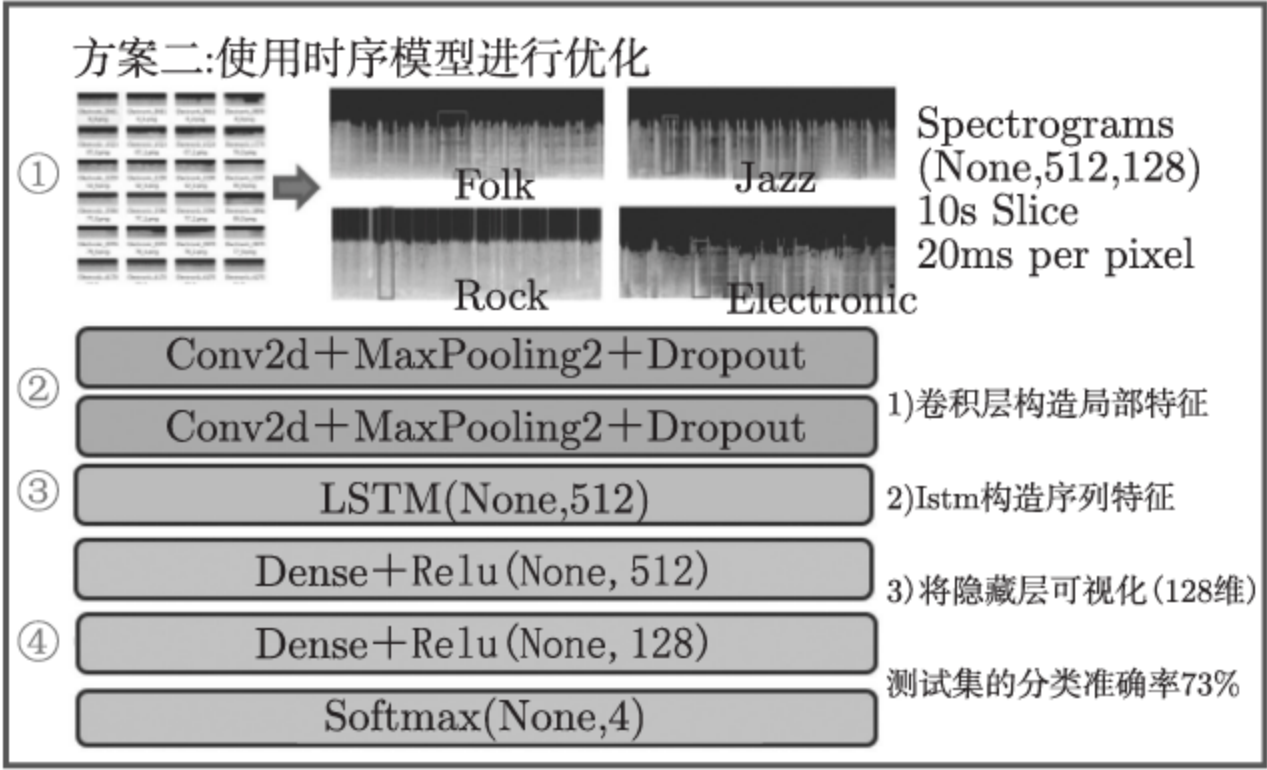 方案二:使用时序模型进行优化
①
Folk
Jazz
Rock
Electronic
Spectrograms
(None,512,128)
10s Slice
20ms per pixel
②
Conv2d+MaxPooling2+Dropout
Conv2d+MaxPooling2+Dropout
1)卷积层构造局部特征
③
LSTM(None,512)
2)Istm构造序列特征
④
Dense+Relu(None, 512)
3)将隐藏层可视化(128维)
Dense+Relu(None, 128)
测试集的分类准确率73%
Softmax(None,4)